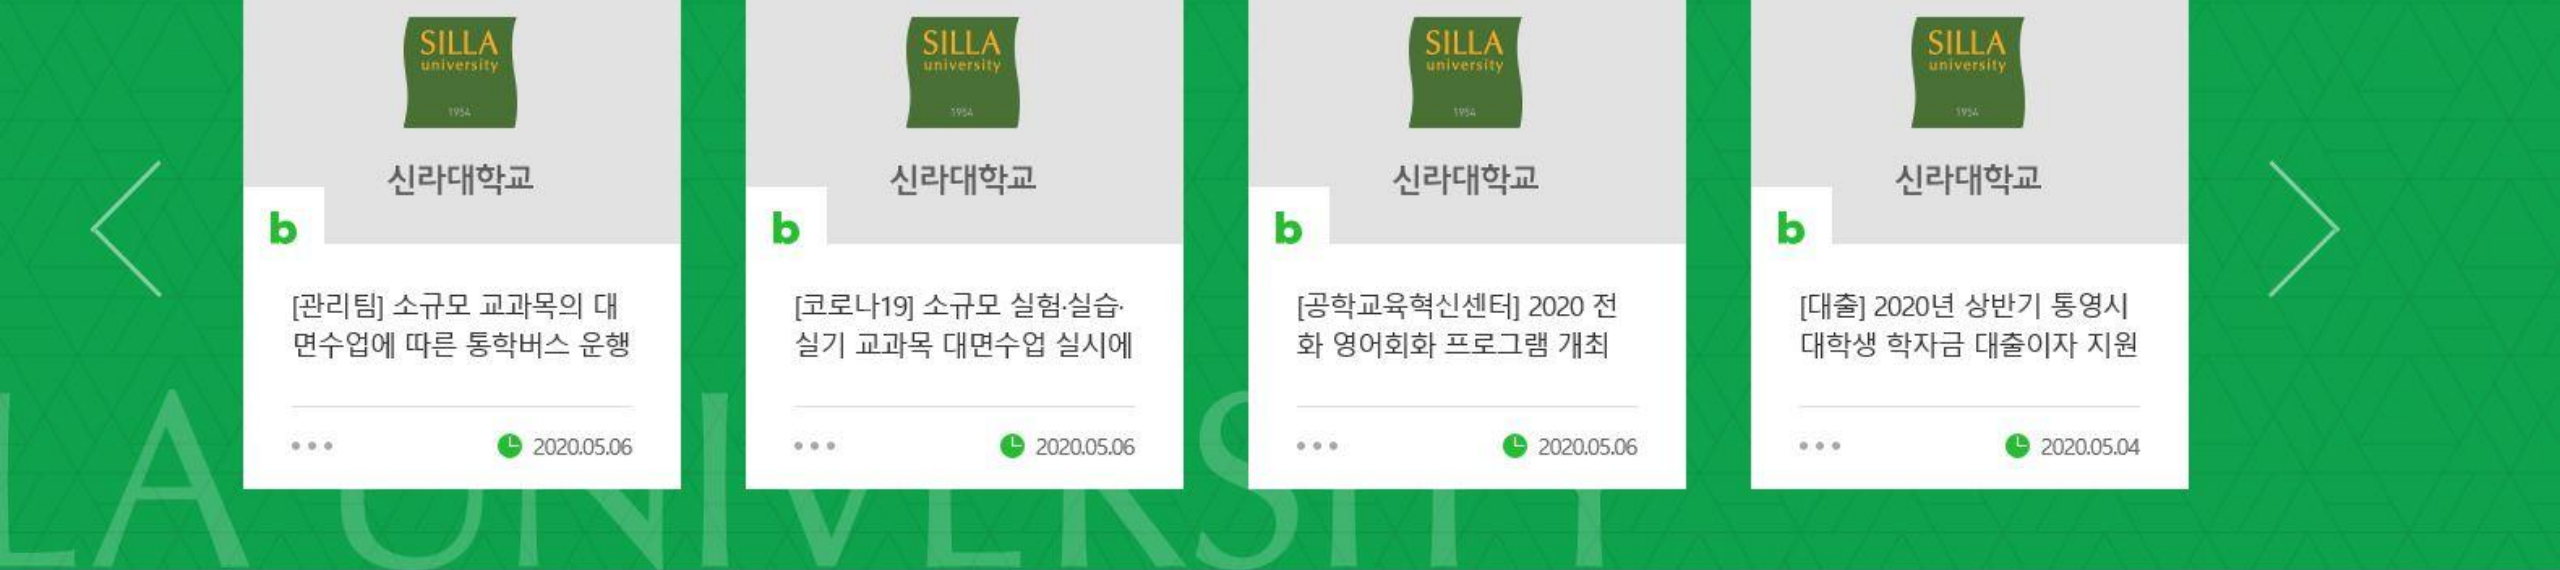 SILLA
university
1954
신라대학교
b
[관리팀] 소규모 교과목의 대
면수업에 따른 통학버스 운행
2020.05.06
SILLA
university
1954
신라대학교
b
[코로나19] 소규모 실험·실습·
실기 교과목 대면수업 실시에
2020.05.06
SILLA
university
1954
신라대학교
b
[공학교육혁신센터] 2020 전
화 영어회화 프로그램 개최
2020.05.06
SILLA
university
1954
신라대학교
b
[대출] 2020년 상반기 통영시
대학생 학자금 대출이자 지원
2020.05.04
LA UNIVERSITY